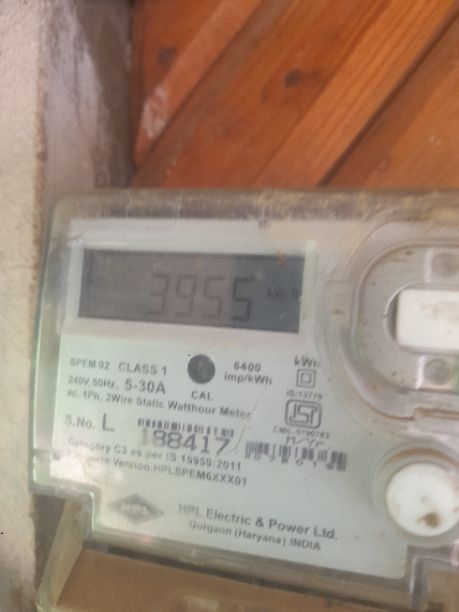 3955 kWh
SPEM 02 CLASS 1 6400 imp/kWh kWh
240V, 50Hz. 5-30A CAL IS:13779
ac, 1Ph, 2Wire Static Watthour Meter
S.No. L 188417
Category C3 as per IS 15959:2011
Firmware Version:HPLSPEM6XXX01
HPL
HPL Electric & Power Ltd.
Gurgaon (Haryana) INDIA